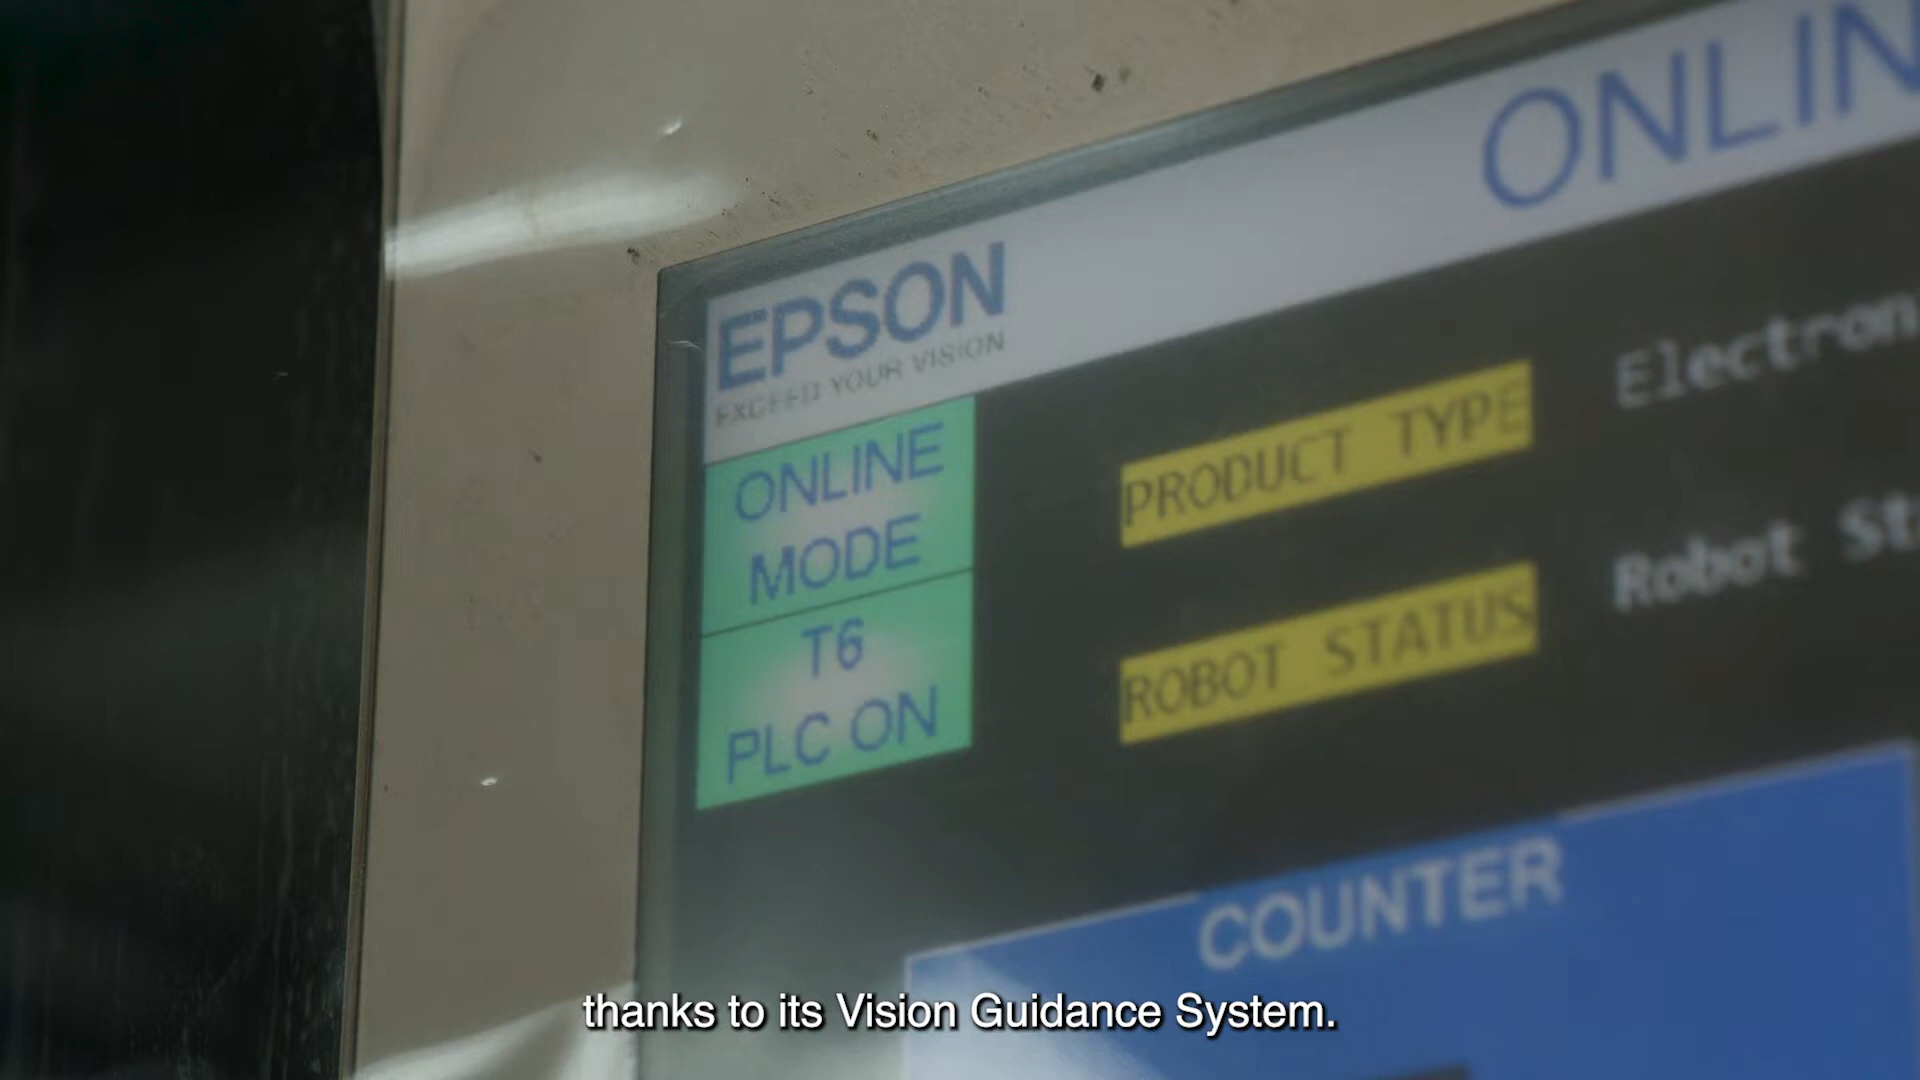 ONLIN
EPSON
EXCEED YOUR VISION
ONLINE
MODE
T6
PLC ON
PRODUCT TYPE
Electron
ROBOT STATUS
Robot St
COUNTER
thanks to its Vision Guidance System.